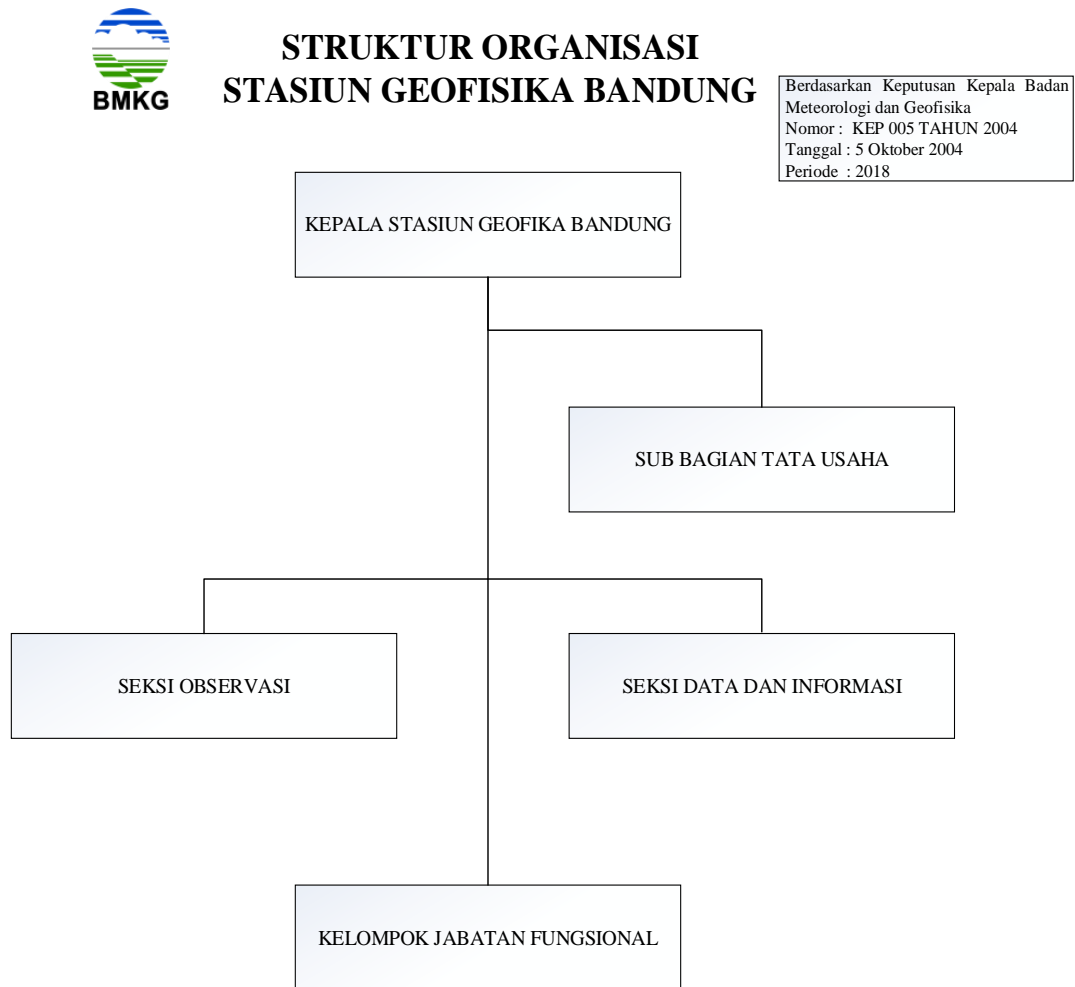 BMKG
STRUKTUR ORGANISASI
STASIUN GEOFISIKA BANDUNG
Berdasarkan Keputusan Kepala Badan
Meteorologi dan Geofisika
Nomor : KEP 005 TAHUN 2004
Tanggal : 5 Oktober 2004
Periode : 2018
KEPALA STASIUN GEOFIKA BANDUNG
SUB BAGIAN TATA USAHA
SEKSI OBSERVASI
SEKSI DATA DAN INFORMASI
KELOMPOK JABATAN FUNGSIONAL